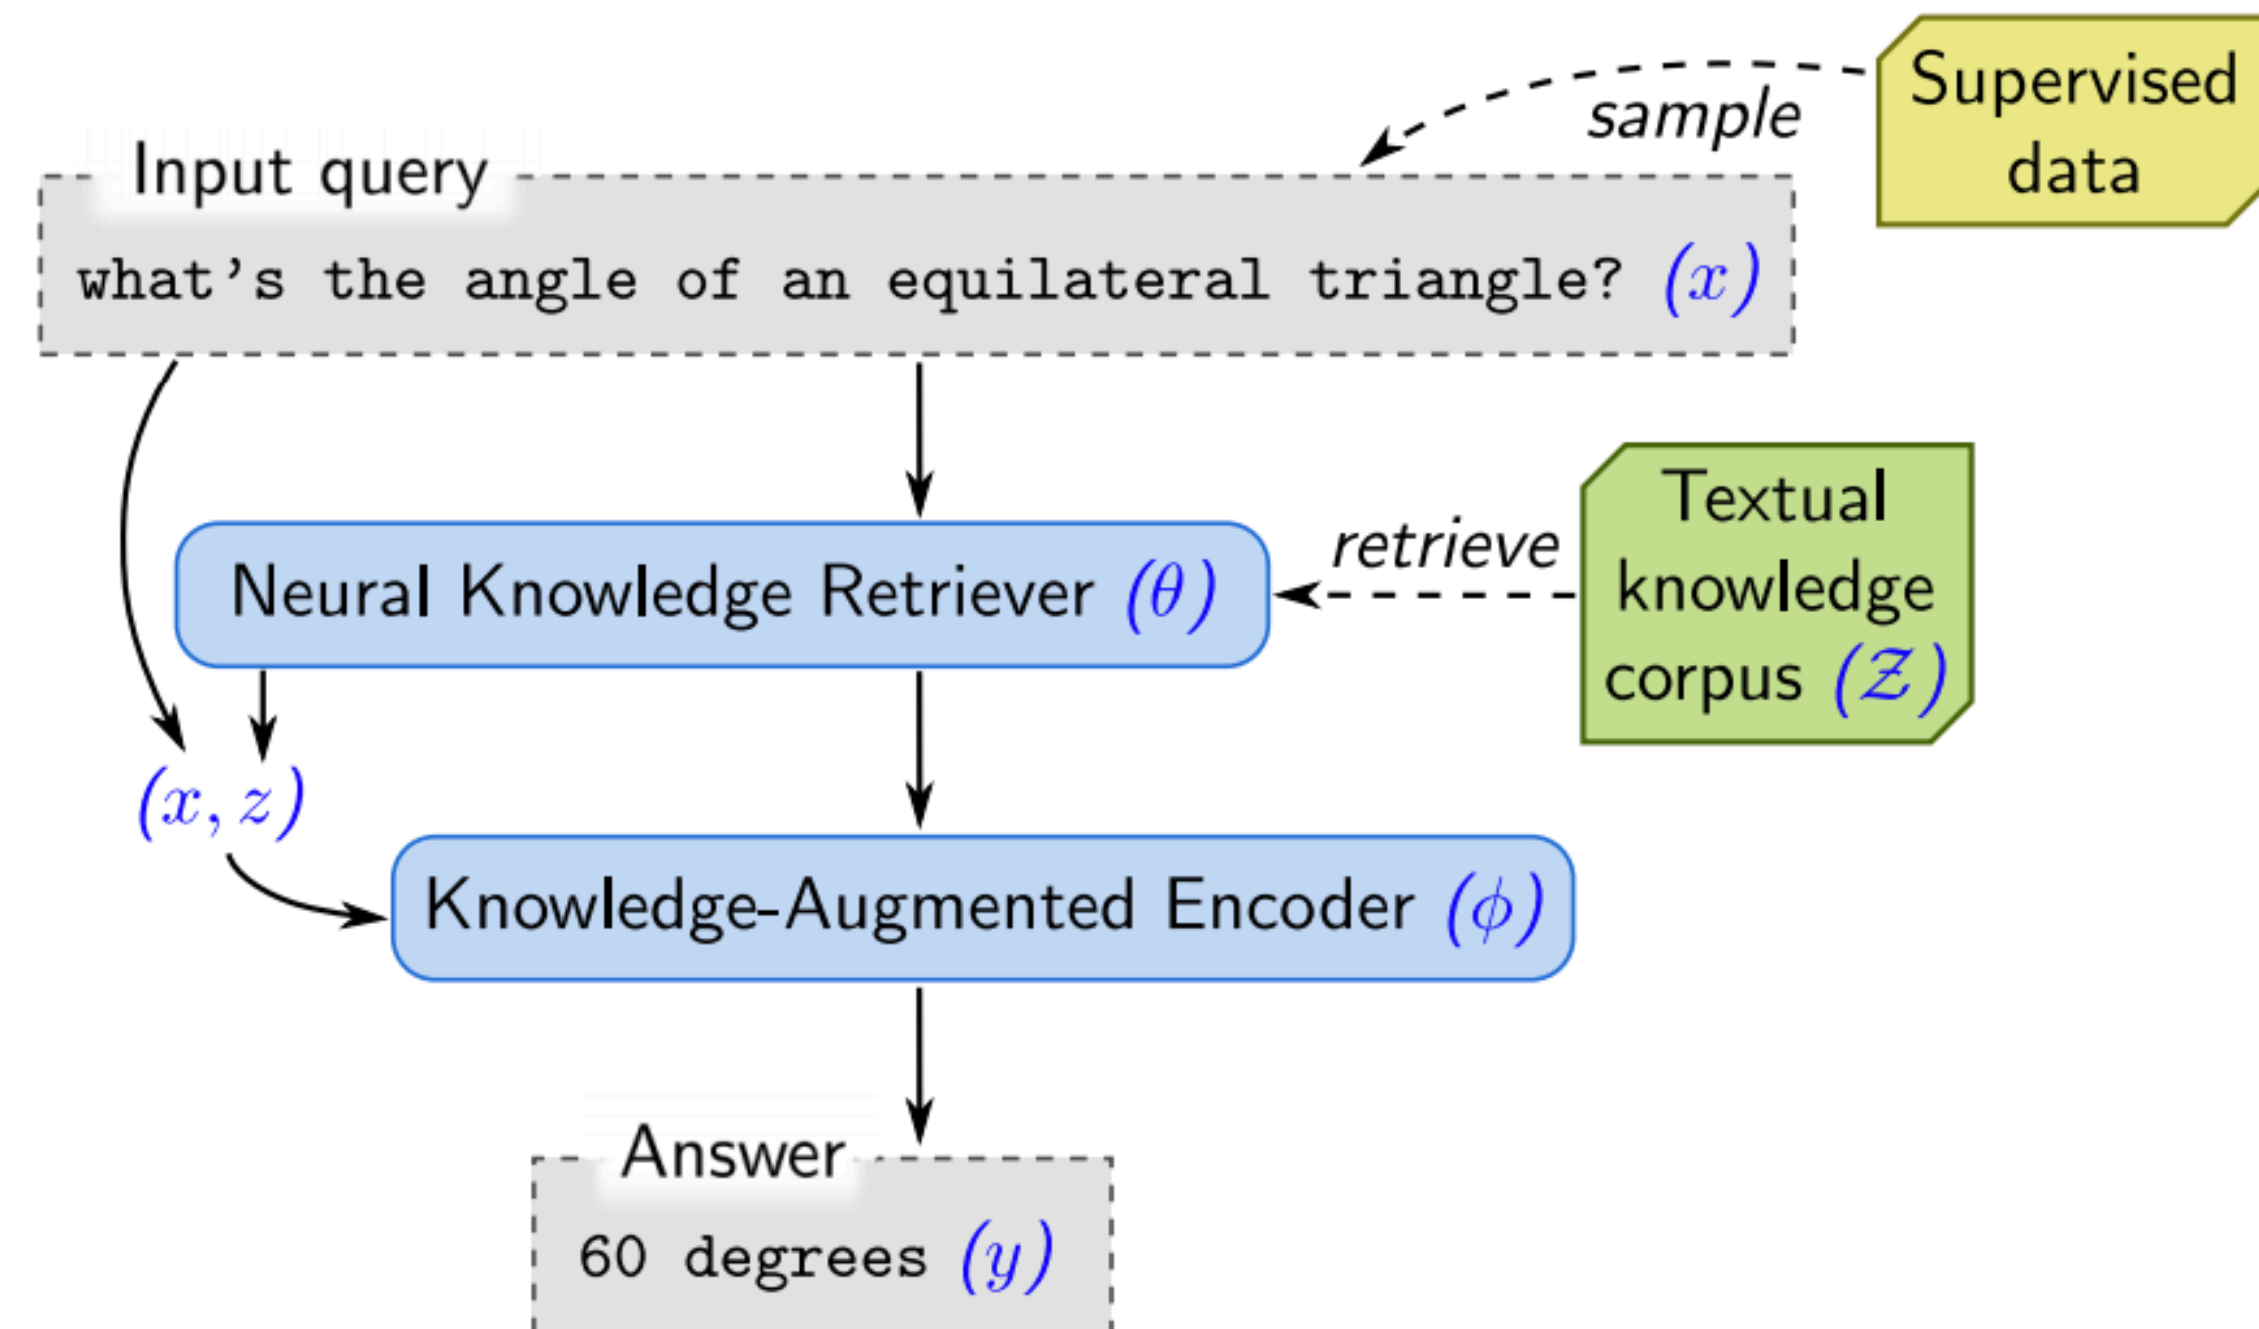 Supervised
data
sample
Input query
what's the angle of an equilateral triangle? (x)
Neural Knowledge Retriever (θ)
retrieve
Textual
knowledge
corpus (𝒵)
(x, z)
Knowledge-Augmented Encoder (ϕ)
Answer
60 degrees (y)